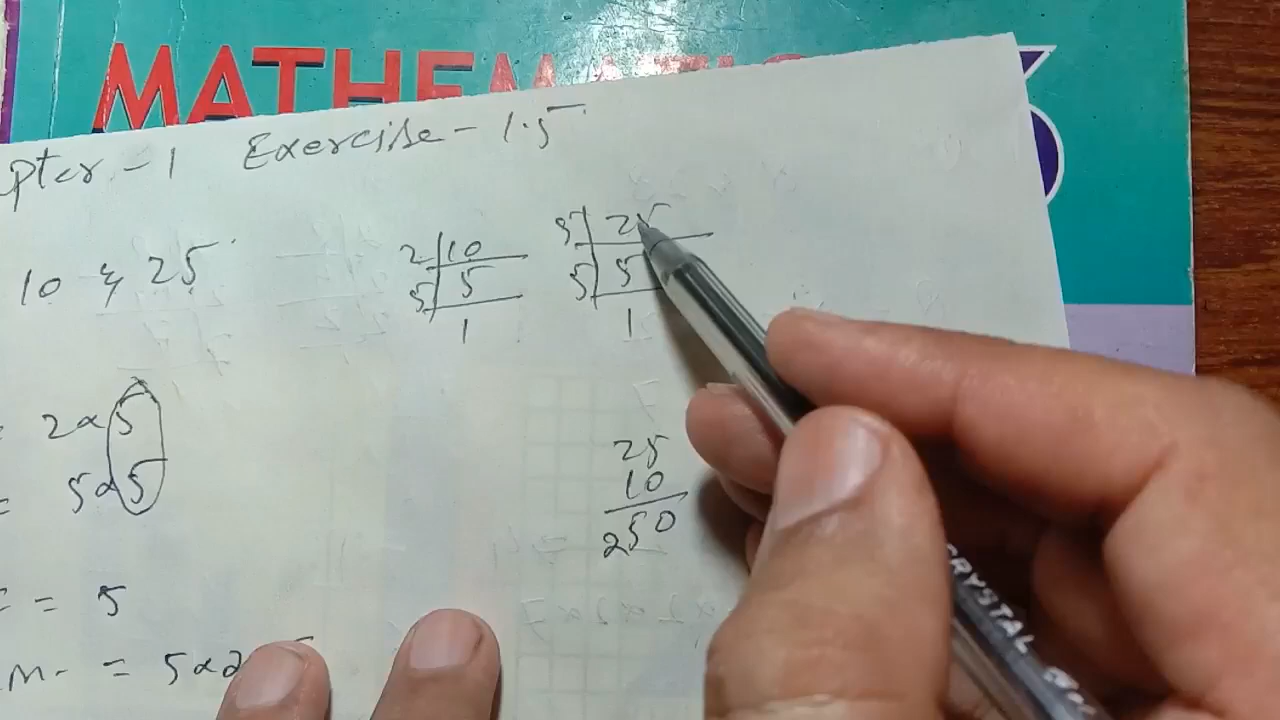 MATHEMATICS
pter - 1 Exercise - 1.5
10 & 25
2 | 10
5 | 5
1
5 | 25
5 | 5
1
= 2 × 5
= 5 × 5
25
10
250
= 5
M = 5 × 2
CRYSTAL